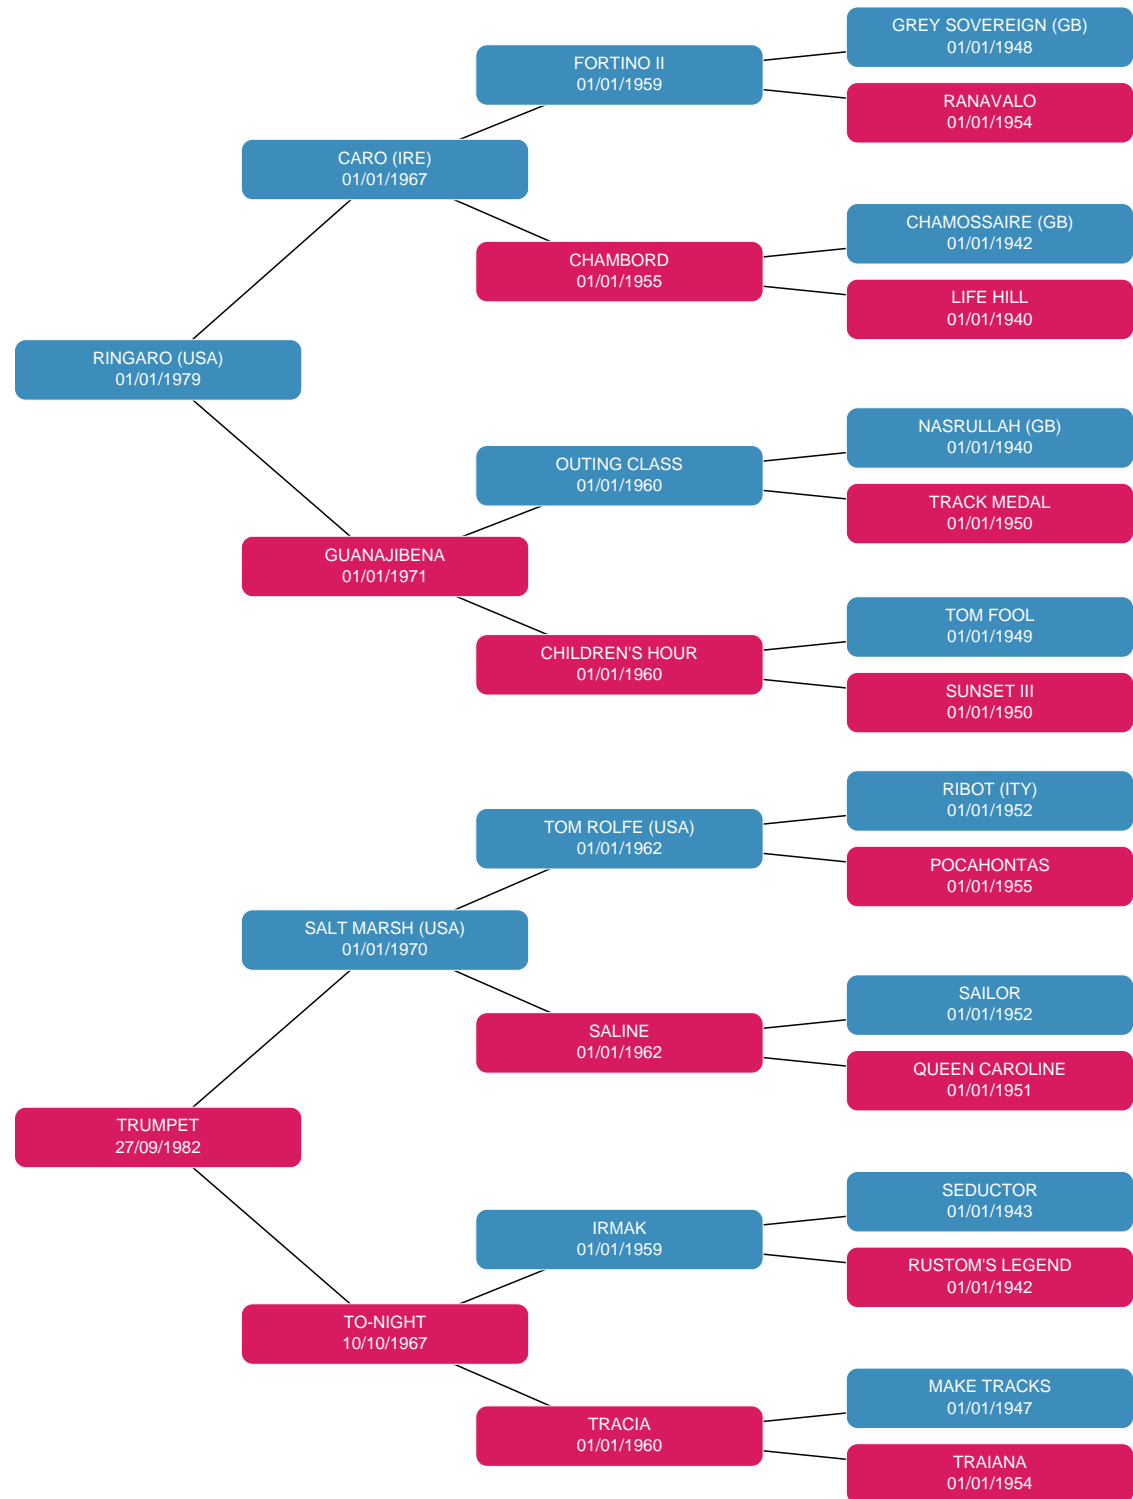 GREY SOVEREIGN (GB)
01/01/1948
FORTINO II
01/01/1959
RANAVALO
01/01/1954
CARO (IRE)
01/01/1967
CHAMOSSAIRE (GB)
01/01/1942
CHAMBORD
01/01/1955
LIFE HILL
01/01/1940
RINGARO (USA)
01/01/1979
NASRULLAH (GB)
01/01/1940
OUTING CLASS
01/01/1960
TRACK MEDAL
01/01/1950
GUANAJIBENA
01/01/1971
TOM FOOL
01/01/1949
CHILDREN'S HOUR
01/01/1960
SUNSET III
01/01/1950
RIBOT (ITY)
01/01/1952
TOM ROLFE (USA)
01/01/1962
POCAHONTAS
01/01/1955
SALT MARSH (USA)
01/01/1970
SAILOR
01/01/1952
SALINE
01/01/1962
QUEEN CAROLINE
01/01/1951
TRUMPET
27/09/1982
SEDUCTOR
01/01/1943
IRMAK
01/01/1959
RUSTOM'S LEGEND
01/01/1942
TO-NIGHT
10/10/1967
MAKE TRACKS
01/01/1947
TRACIA
01/01/1960
TRAIANA
01/01/1954